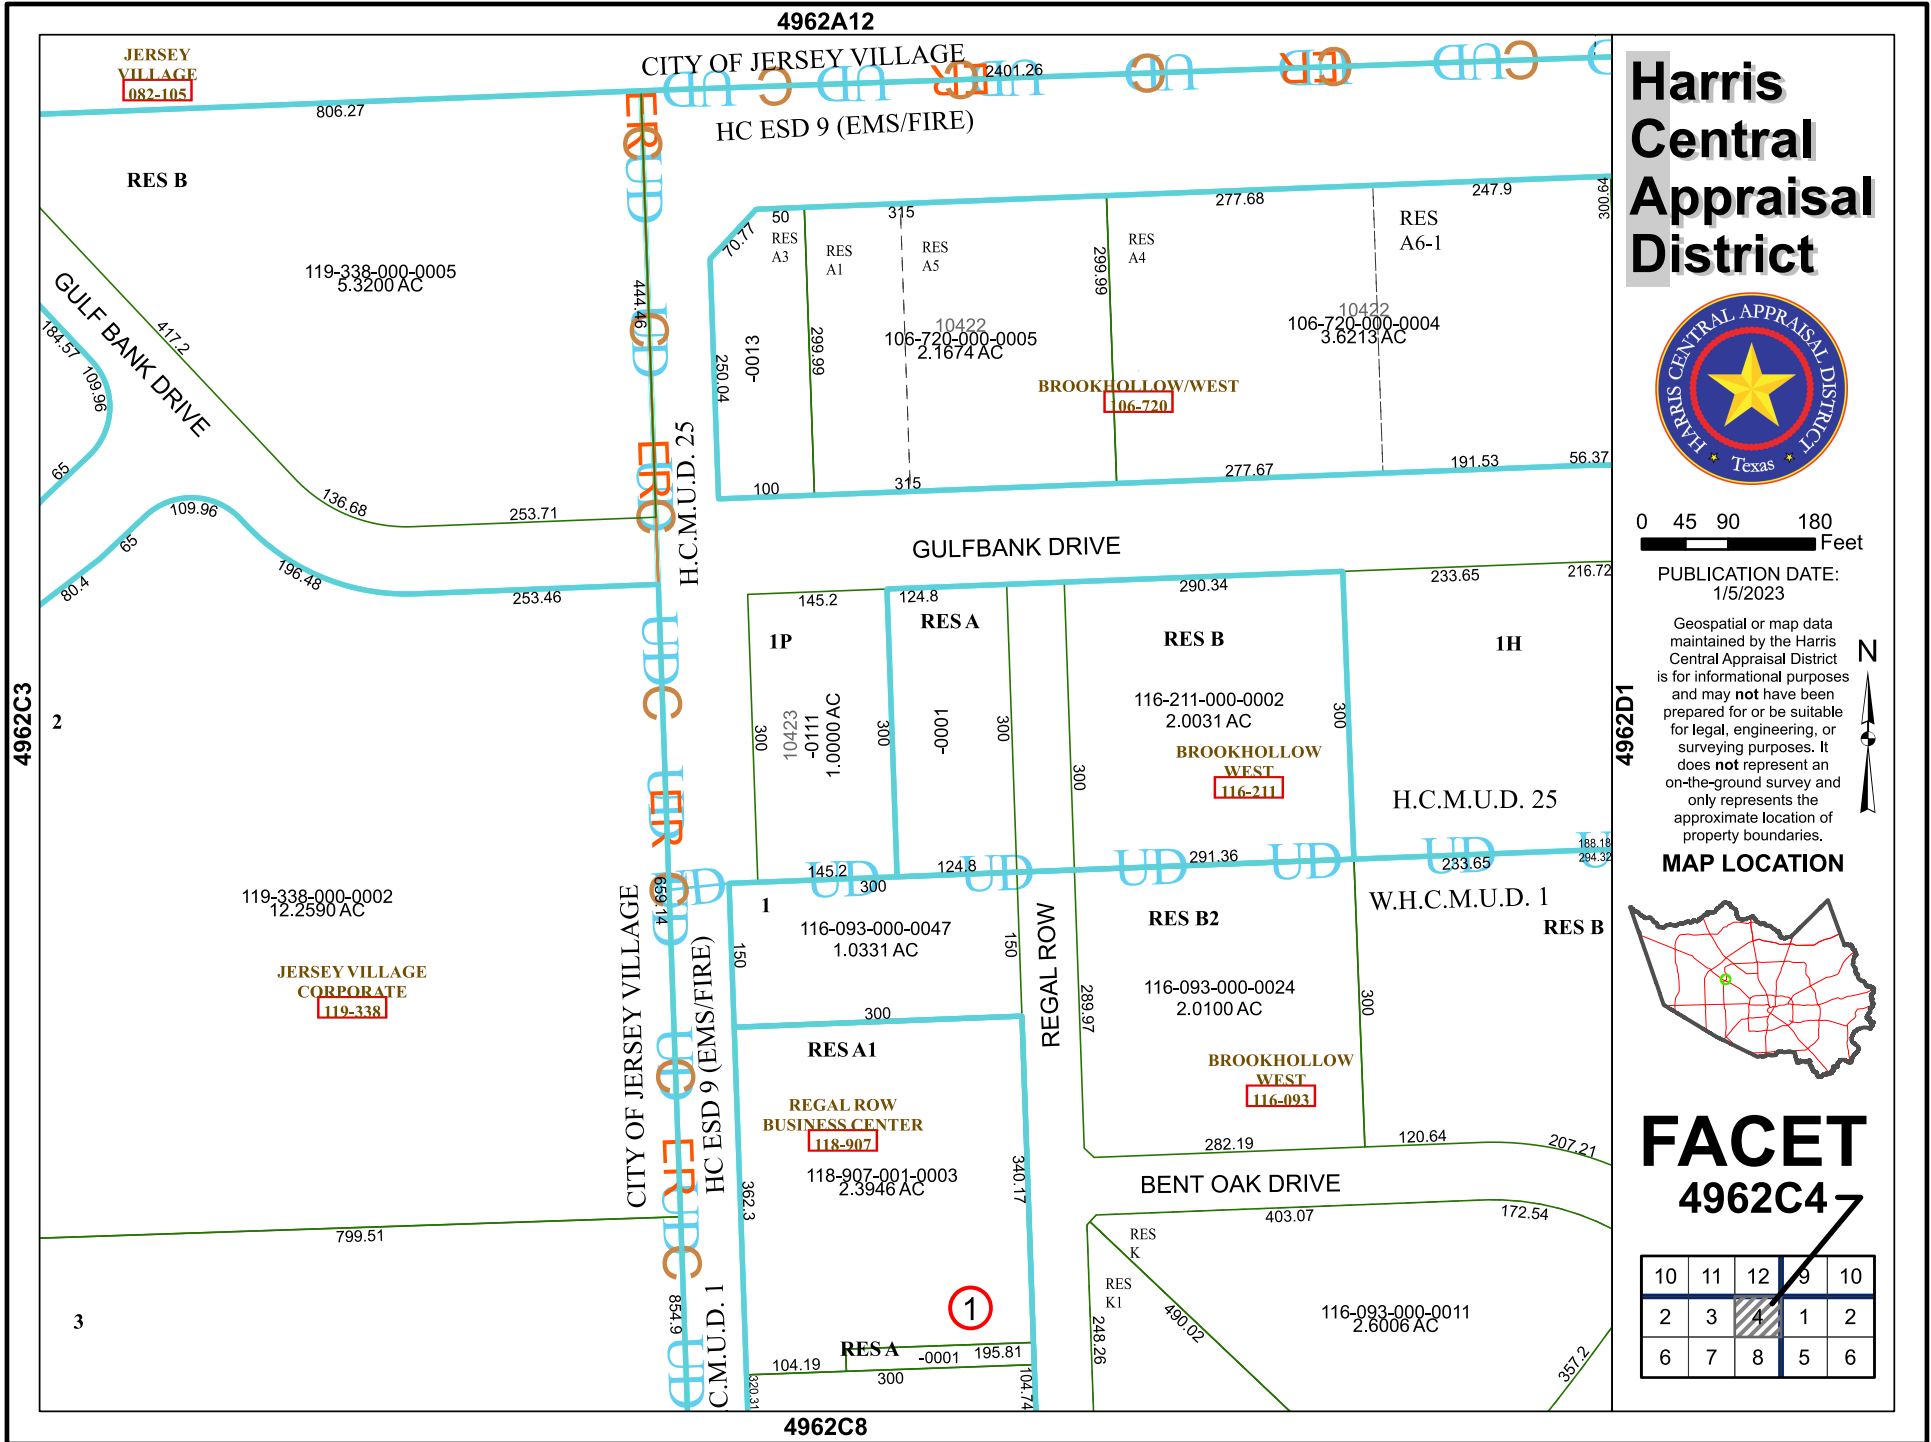 4962A12
JERSEY
VILLAGE
082-105
CITY OF JERSEY VILLAGE
2401.26
806.27
HC ESD 9 (EMS/FIRE)
RES B
119-338-000-0005
5.3200 AC
GULF BANK DRIVE
417.2
184.57
109.96
65
136.68
253.71
109.96
65
80.4
196.48
253.46
444.46
H.C.M.U.D. 25
70.77
50
315
277.68
247.9
300.64
RES
A3
RES
A1
RES
A5
RES
A4
RES
A6-1
250.04
-0013
299.99
299.99
10422
106-720-000-0005
2.1674 AC
10422
106-720-000-0004
3.6213 AC
BROOKHOLLOW/WEST
106-720
100
315
277.67
191.53
56.37
GULFBANK DRIVE
145.2
124.8
290.34
233.65
216.72
1P
RES A
RES B
1H
300
10423
-0111
1.0000 AC
300
-0001
300
300
116-211-000-0002
2.0031 AC
300
BROOKHOLLOW
WEST
116-211
H.C.M.U.D. 25
145.2
124.8
291.36
233.65
188.18
294.32
300
W.H.C.M.U.D. 1
4962C3
2
119-338-000-0002
12.2590 AC
JERSEY VILLAGE
CORPORATE
119-338
659.14
CITY OF JERSEY VILLAGE
HC ESD 9 (EMS/FIRE)
1
116-093-000-0047
1.0331 AC
150
150
300
REGAL ROW
RES B2
RES B
116-093-000-0024
2.0100 AC
289.97
300
BROOKHOLLOW
WEST
116-093
RES A1
REGAL ROW
BUSINESS CENTER
118-907
118-907-001-0003
2.3946 AC
362.3
340.17
282.19
120.64
207.21
BENT OAK DRIVE
403.07
172.54
799.51
3
854.9
C.M.U.D. 1
1
RES A
-0001
195.81
104.19
300
320.31
104.74
RES
K
RES
K1
248.26
490.02
116-093-000-0011
2.6006 AC
357.2
4962C8
4962D1
UD
C
ER
Harris
Central
Appraisal
District
HARRIS CENTRAL APPRAISAL DISTRICT
Texas
0 45 90 180
Feet
PUBLICATION DATE:
1/5/2023
Geospatial or map data
maintained by the Harris
Central Appraisal District
is for informational purposes
and may not have been
prepared for or be suitable
for legal, engineering, or
surveying purposes. It
does not represent an
on-the-ground survey and
only represents the
approximate location of
property boundaries.
N
MAP LOCATION
FACET
4962C4
10 11 12 9 10
2 3 4 1 2
6 7 8 5 6